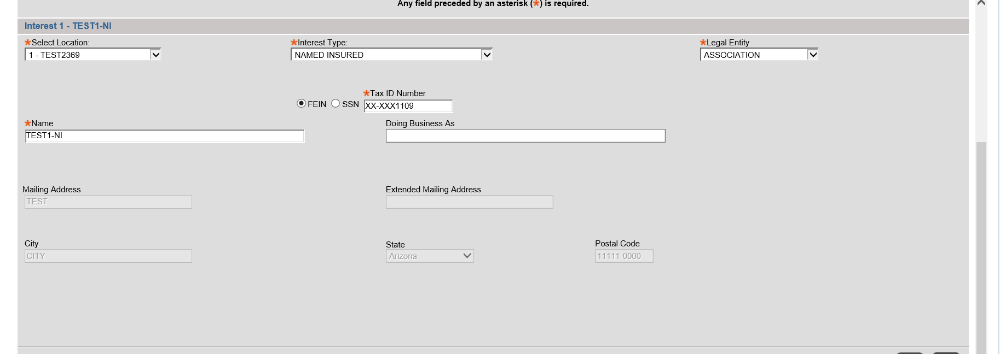 Any field preceded by an asterisk (*) is required.
Interest 1 - TEST1-NI
*Select Location: *Interest Type: *Legal Entity
1 - TEST2369 NAMED INSURED ASSOCIATION
*Tax ID Number
FEIN SSN XX-XXX1109
*Name Doing Business As
TEST1-NI
Mailing Address Extended Mailing Address
TEST
City State Postal Code
CITY Arizona 11111-0000